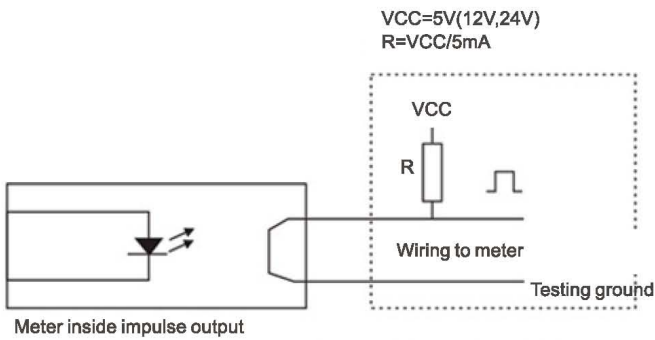 VCC=5V(12V,24V)
R=VCC/5mA
VCC
R
Wiring to meter
Testing ground
Meter inside impulse output